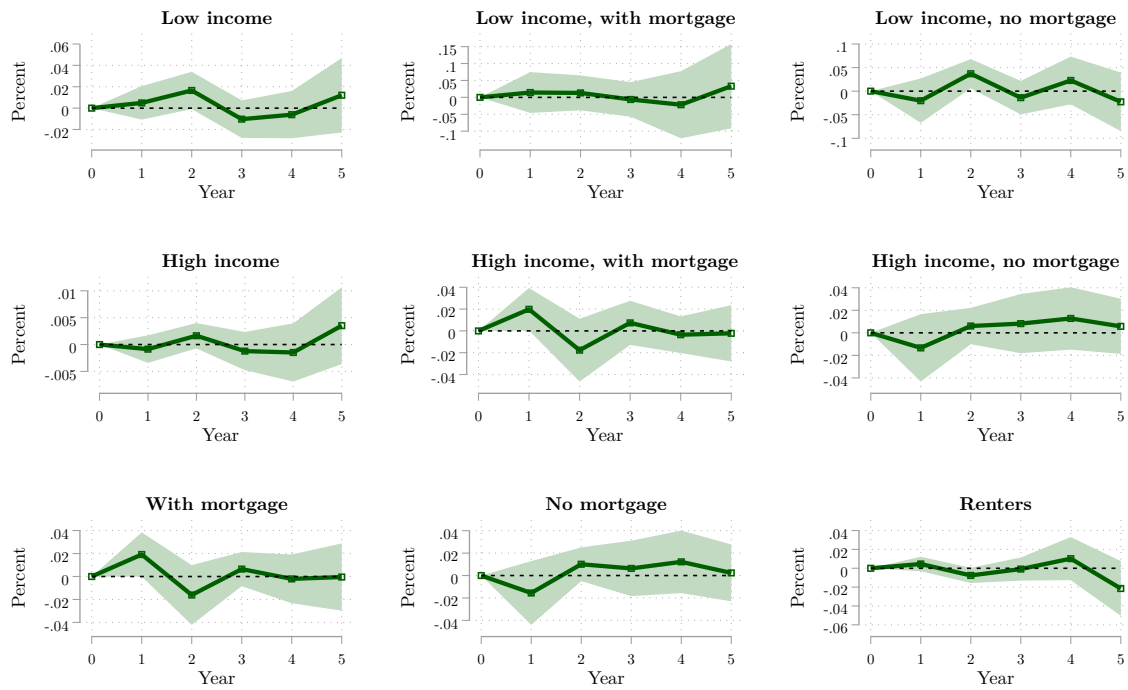 Low income
.06
.04
.02
0
-.02
Percent
0 1 2 3 4 5
Year
Low income, with mortgage
.15
.1
.05
0
-.05
-.1
Percent
0 1 2 3 4 5
Year
Low income, no mortgage
.1
.05
0
-.05
-.1
Percent
0 1 2 3 4 5
Year
High income
.01
.005
0
-.005
Percent
0 1 2 3 4 5
Year
High income, with mortgage
.04
.02
0
-.02
-.04
Percent
0 1 2 3 4 5
Year
High income, no mortgage
.04
.02
0
-.02
-.04
Percent
0 1 2 3 4 5
Year
With mortgage
.04
.02
0
-.02
-.04
Percent
0 1 2 3 4 5
Year
No mortgage
.04
.02
0
-.02
-.04
Percent
0 1 2 3 4 5
Year
Renters
.04
.02
0
-.02
-.04
-.06
Percent
0 1 2 3 4 5
Year